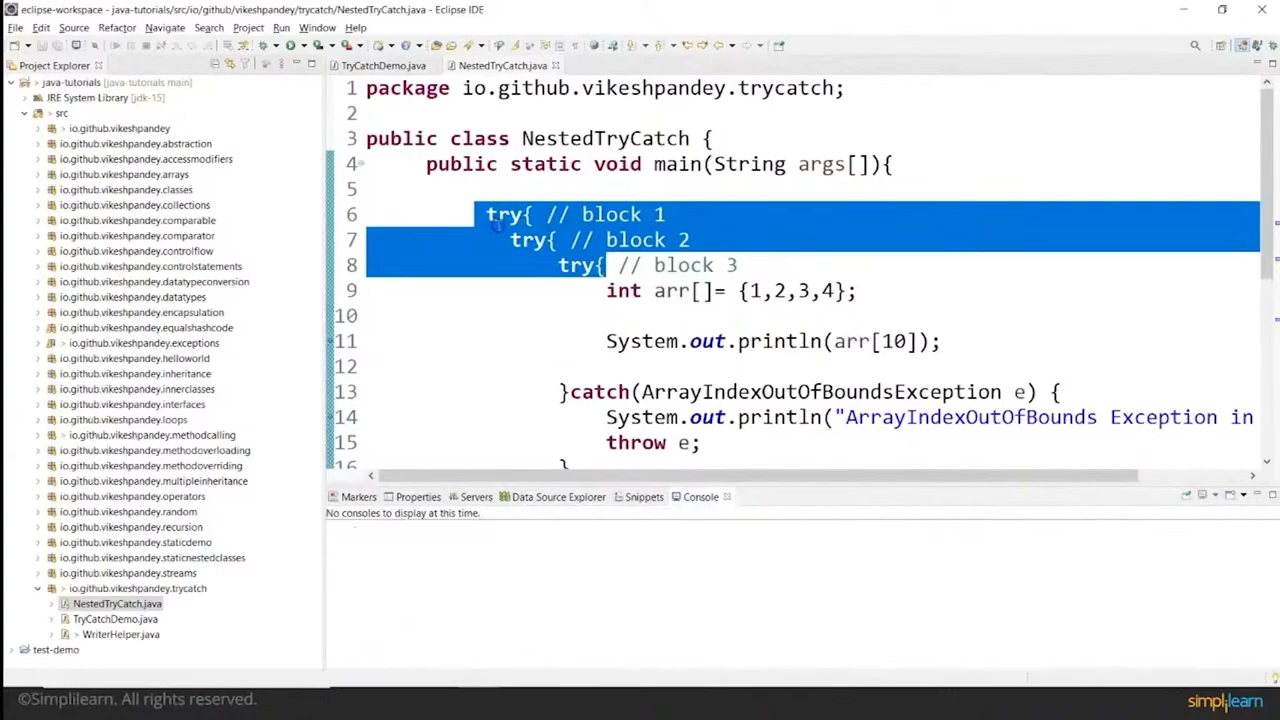 eclipse-workspace - java-tutorials/src/io/github/vikeshpandey/trycatch/NestedTryCatch.java - Eclipse IDE
File Edit Source Refactor Navigate Search Project Run Window Help
Project Explorer
java-tutorials [java-tutorials main]
JRE System Library [jdk-15]
src
io.github.vikeshpandey
io.github.vikeshpandey.abstraction
io.github.vikeshpandey.accessmodifiers
io.github.vikeshpandey.arrays
io.github.vikeshpandey.classes
io.github.vikeshpandey.collections
io.github.vikeshpandey.comparable
io.github.vikeshpandey.comparator
io.github.vikeshpandey.controlflow
io.github.vikeshpandey.controlstatements
io.github.vikeshpandey.datatypeconversion
io.github.vikeshpandey.datatypes
io.github.vikeshpandey.encapsulation
io.github.vikeshpandey.equalshashcode
io.github.vikeshpandey.exceptions
io.github.vikeshpandey.helloworld
io.github.vikeshpandey.inheritance
io.github.vikeshpandey.innerclasses
io.github.vikeshpandey.interfaces
io.github.vikeshpandey.loops
io.github.vikeshpandey.methodcalling
io.github.vikeshpandey.methodoverloading
io.github.vikeshpandey.methodoverriding
io.github.vikeshpandey.multipleinheritance
io.github.vikeshpandey.operators
io.github.vikeshpandey.random
io.github.vikeshpandey.recursion
io.github.vikeshpandey.staticdemo
io.github.vikeshpandey.staticnestedclasses
io.github.vikeshpandey.streams
> io.github.vikeshpandey.trycatch
NestedTryCatch.java
TryCatchDemo.java
> WriterHelper.java
test-demo
TryCatchDemo.java NestedTryCatch.java
1 package io.github.vikeshpandey.trycatch;
2
3 public class NestedTryCatch {
4 public static void main(String args[]){
5
6 try{ // block 1
7 try{ // block 2
8 try{ // block 3
9 int arr[]= {1,2,3,4};
10
11 System.out.println(arr[10]);
12
13 }catch(ArrayIndexOutOfBoundsException e) {
14 System.out.println("ArrayIndexOutOfBounds Exception in
15 throw e;
16 }
Markers Properties Servers Data Source Explorer Snippets Console
No consoles to display at this time.
©Simplilearn. All rights reserved.
simplilearn